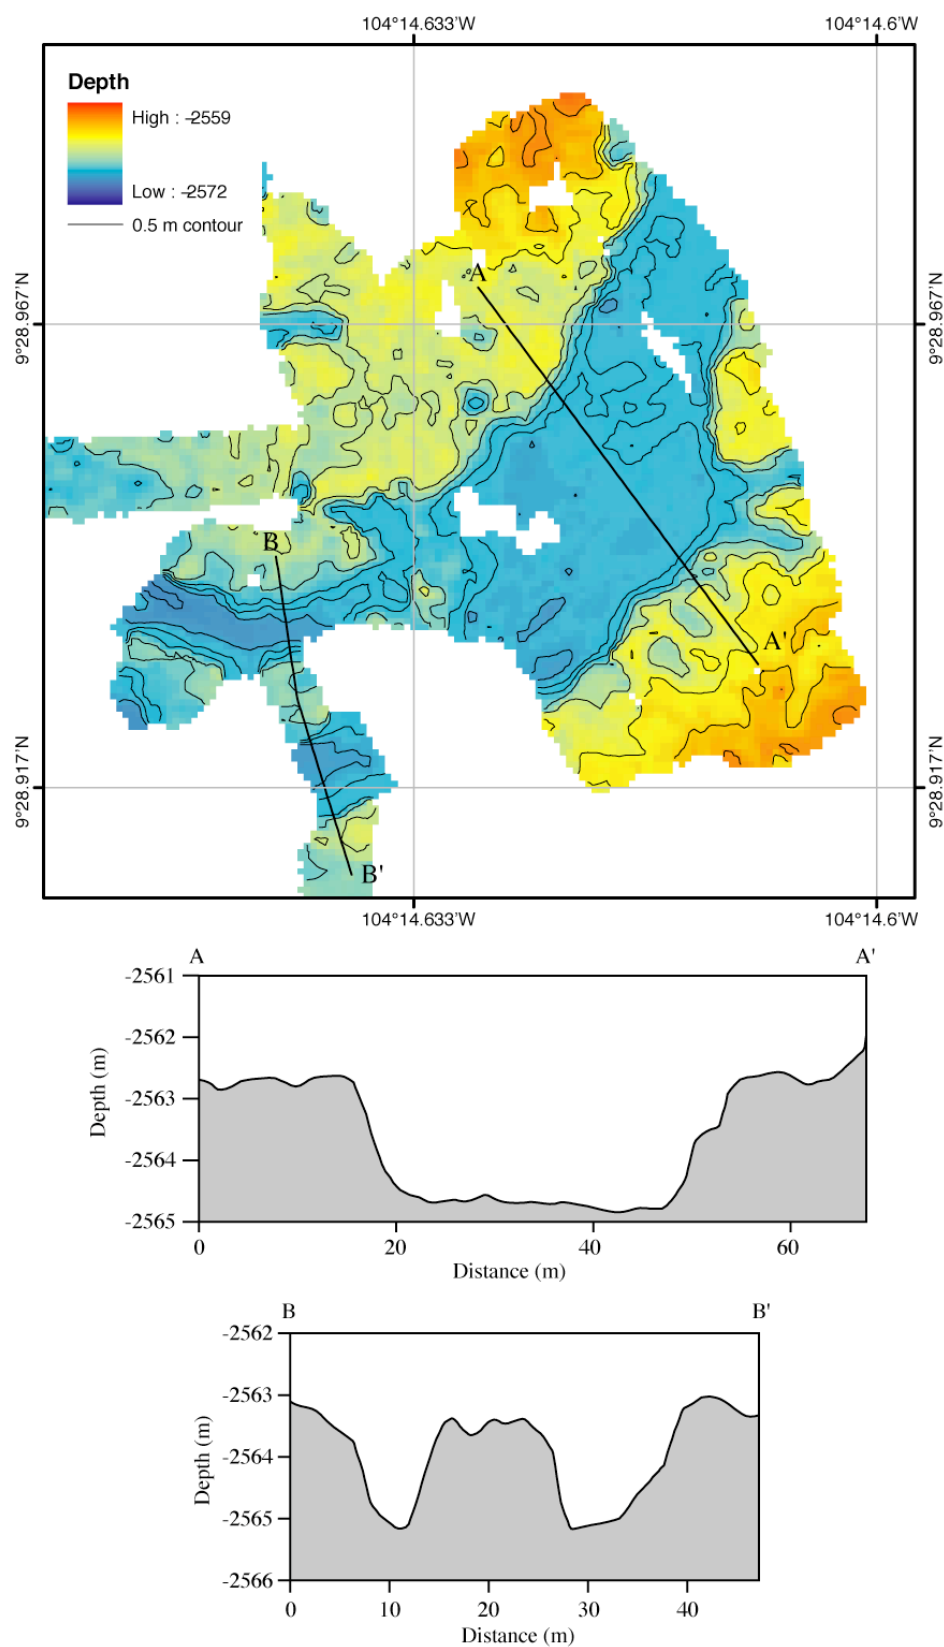 104°14.633'W 104°14.6'W
Depth
High : -2559
Low : -2572
0.5 m contour
9°28.967'N 9°28.967'N
A
B
A'
9°28.917'N 9°28.917'N
B'
104°14.633'W 104°14.6'W
A A'
-2561
-2562
-2563
-2564
-2565
Depth (m)
0 20 40 60
Distance (m)
B B'
-2562
-2563
-2564
-2565
-2566
Depth (m)
0 10 20 30 40
Distance (m)